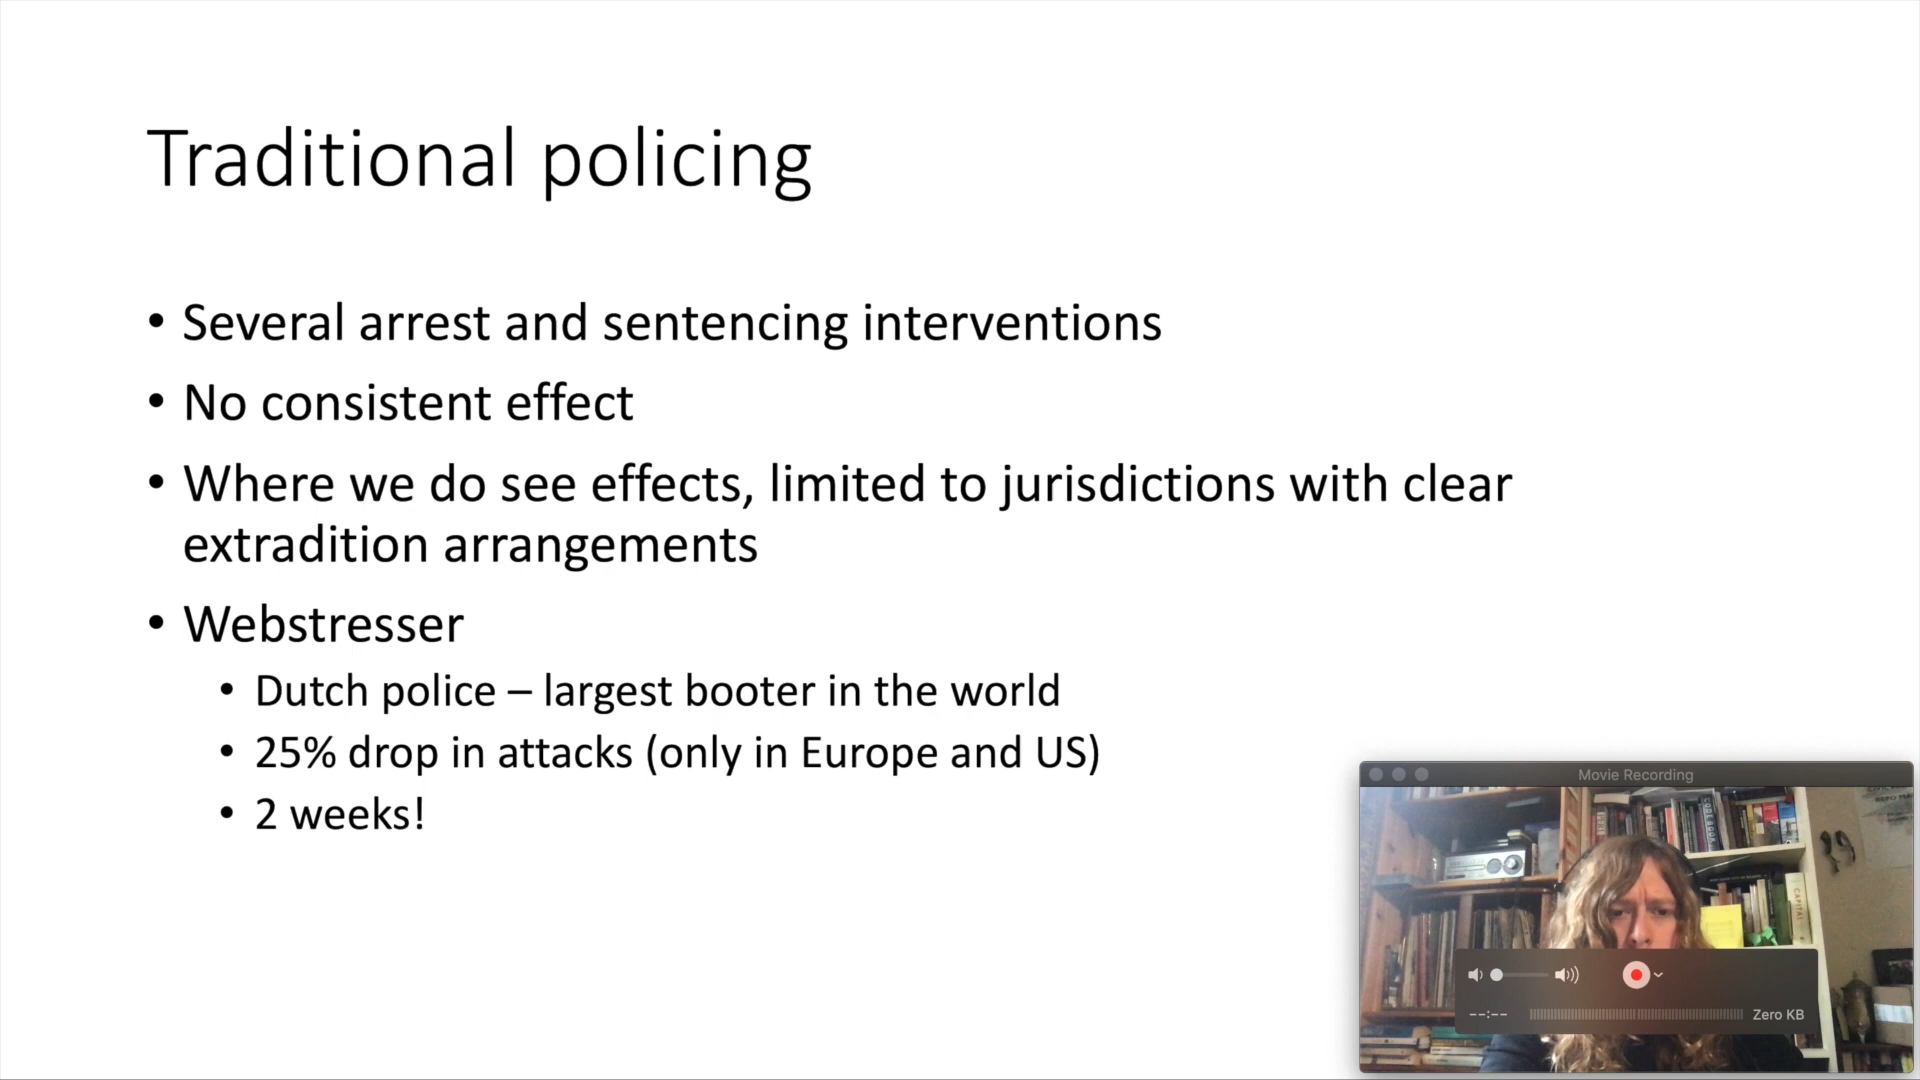 Traditional policing
• Several arrest and sentencing interventions
• No consistent effect
• Where we do see effects, limited to jurisdictions with clear
extradition arrangements
• Webstresser
• Dutch police – largest booter in the world
• 25% drop in attacks (only in Europe and US)
• 2 weeks!
Movie Recording
CAPITAL
--:--
Zero KB